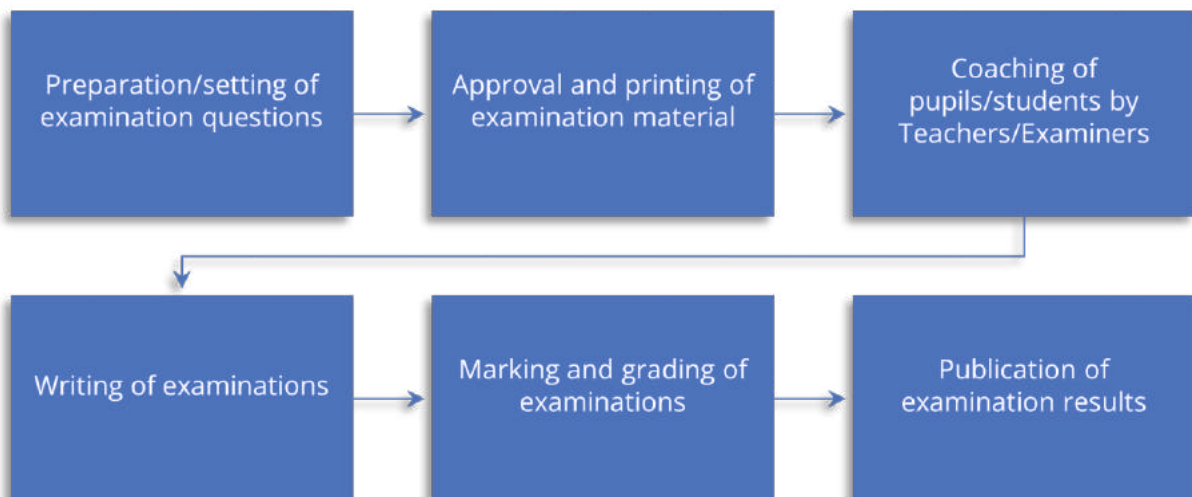 Preparation/setting of
examination questions
Approval and printing of
examination material
Coaching of
pupils/students by
Teachers/Examiners
Writing of examinations
Marking and grading of
examinations
Publication of
examination results